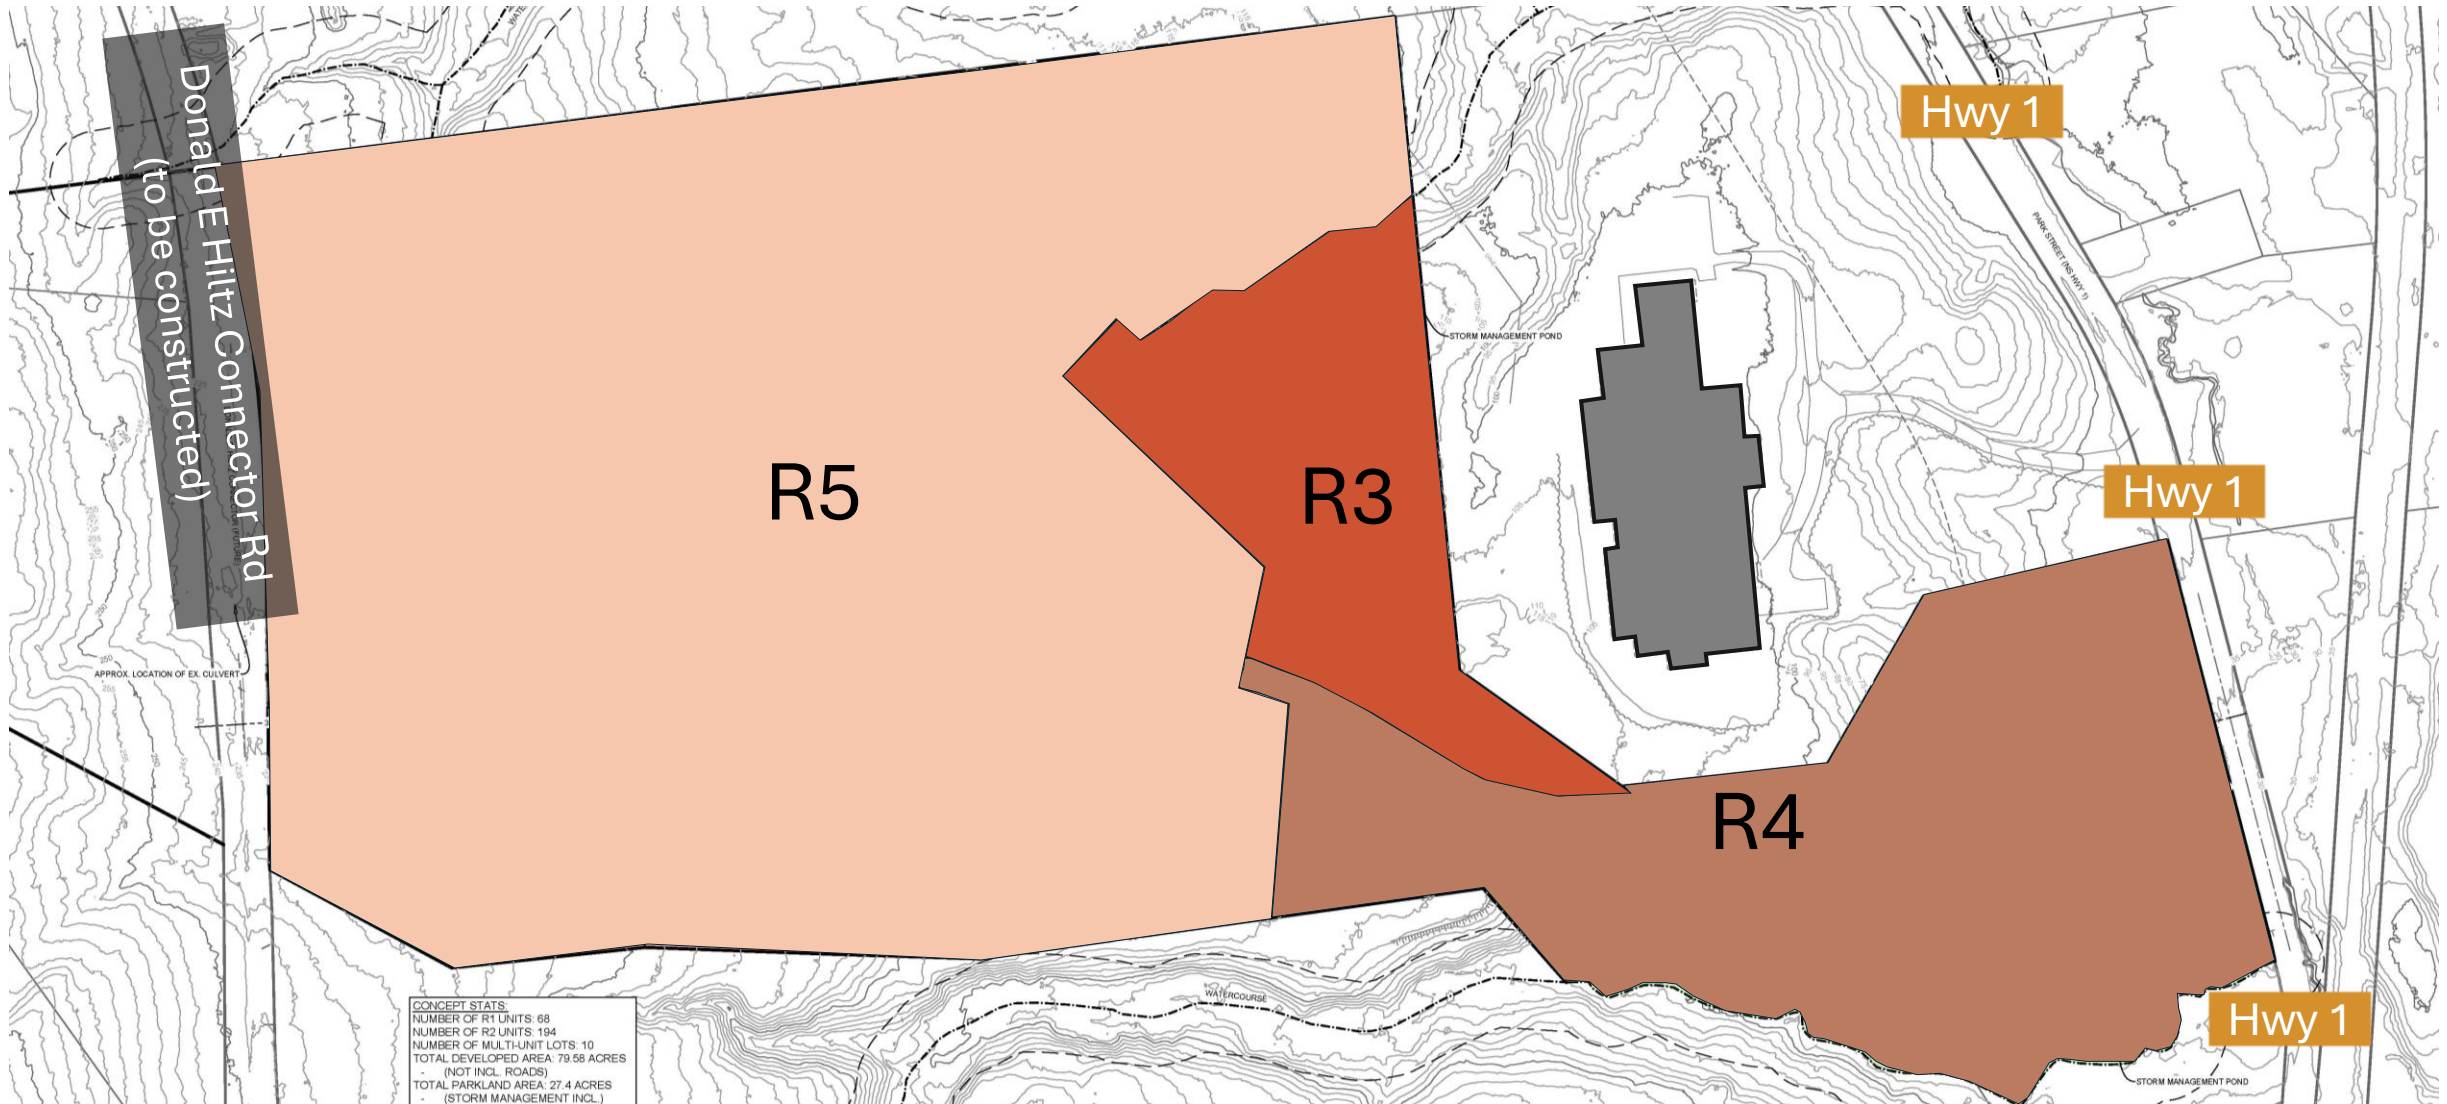 Donald E Hiltz Connector Rd
(to be constructed)
Hwy 1
PARK STREET (NS HWY 1)
STORM MANAGEMENT POND
R5
R3
Hwy 1
APPROX. LOCATION OF EX. CULVERT
R4
WATERCOURSE
Hwy 1
STORM MANAGEMENT POND
CONCEPT STATS:
NUMBER OF R1 UNITS: 68
NUMBER OF R2 UNITS: 194
NUMBER OF MULTI-UNIT LOTS: 10
TOTAL DEVELOPED AREA: 79.58 ACRES
- (NOT INCL. ROADS)
TOTAL PARKLAND AREA: 27.4 ACRES
- (STORM MANAGEMENT INCL.)